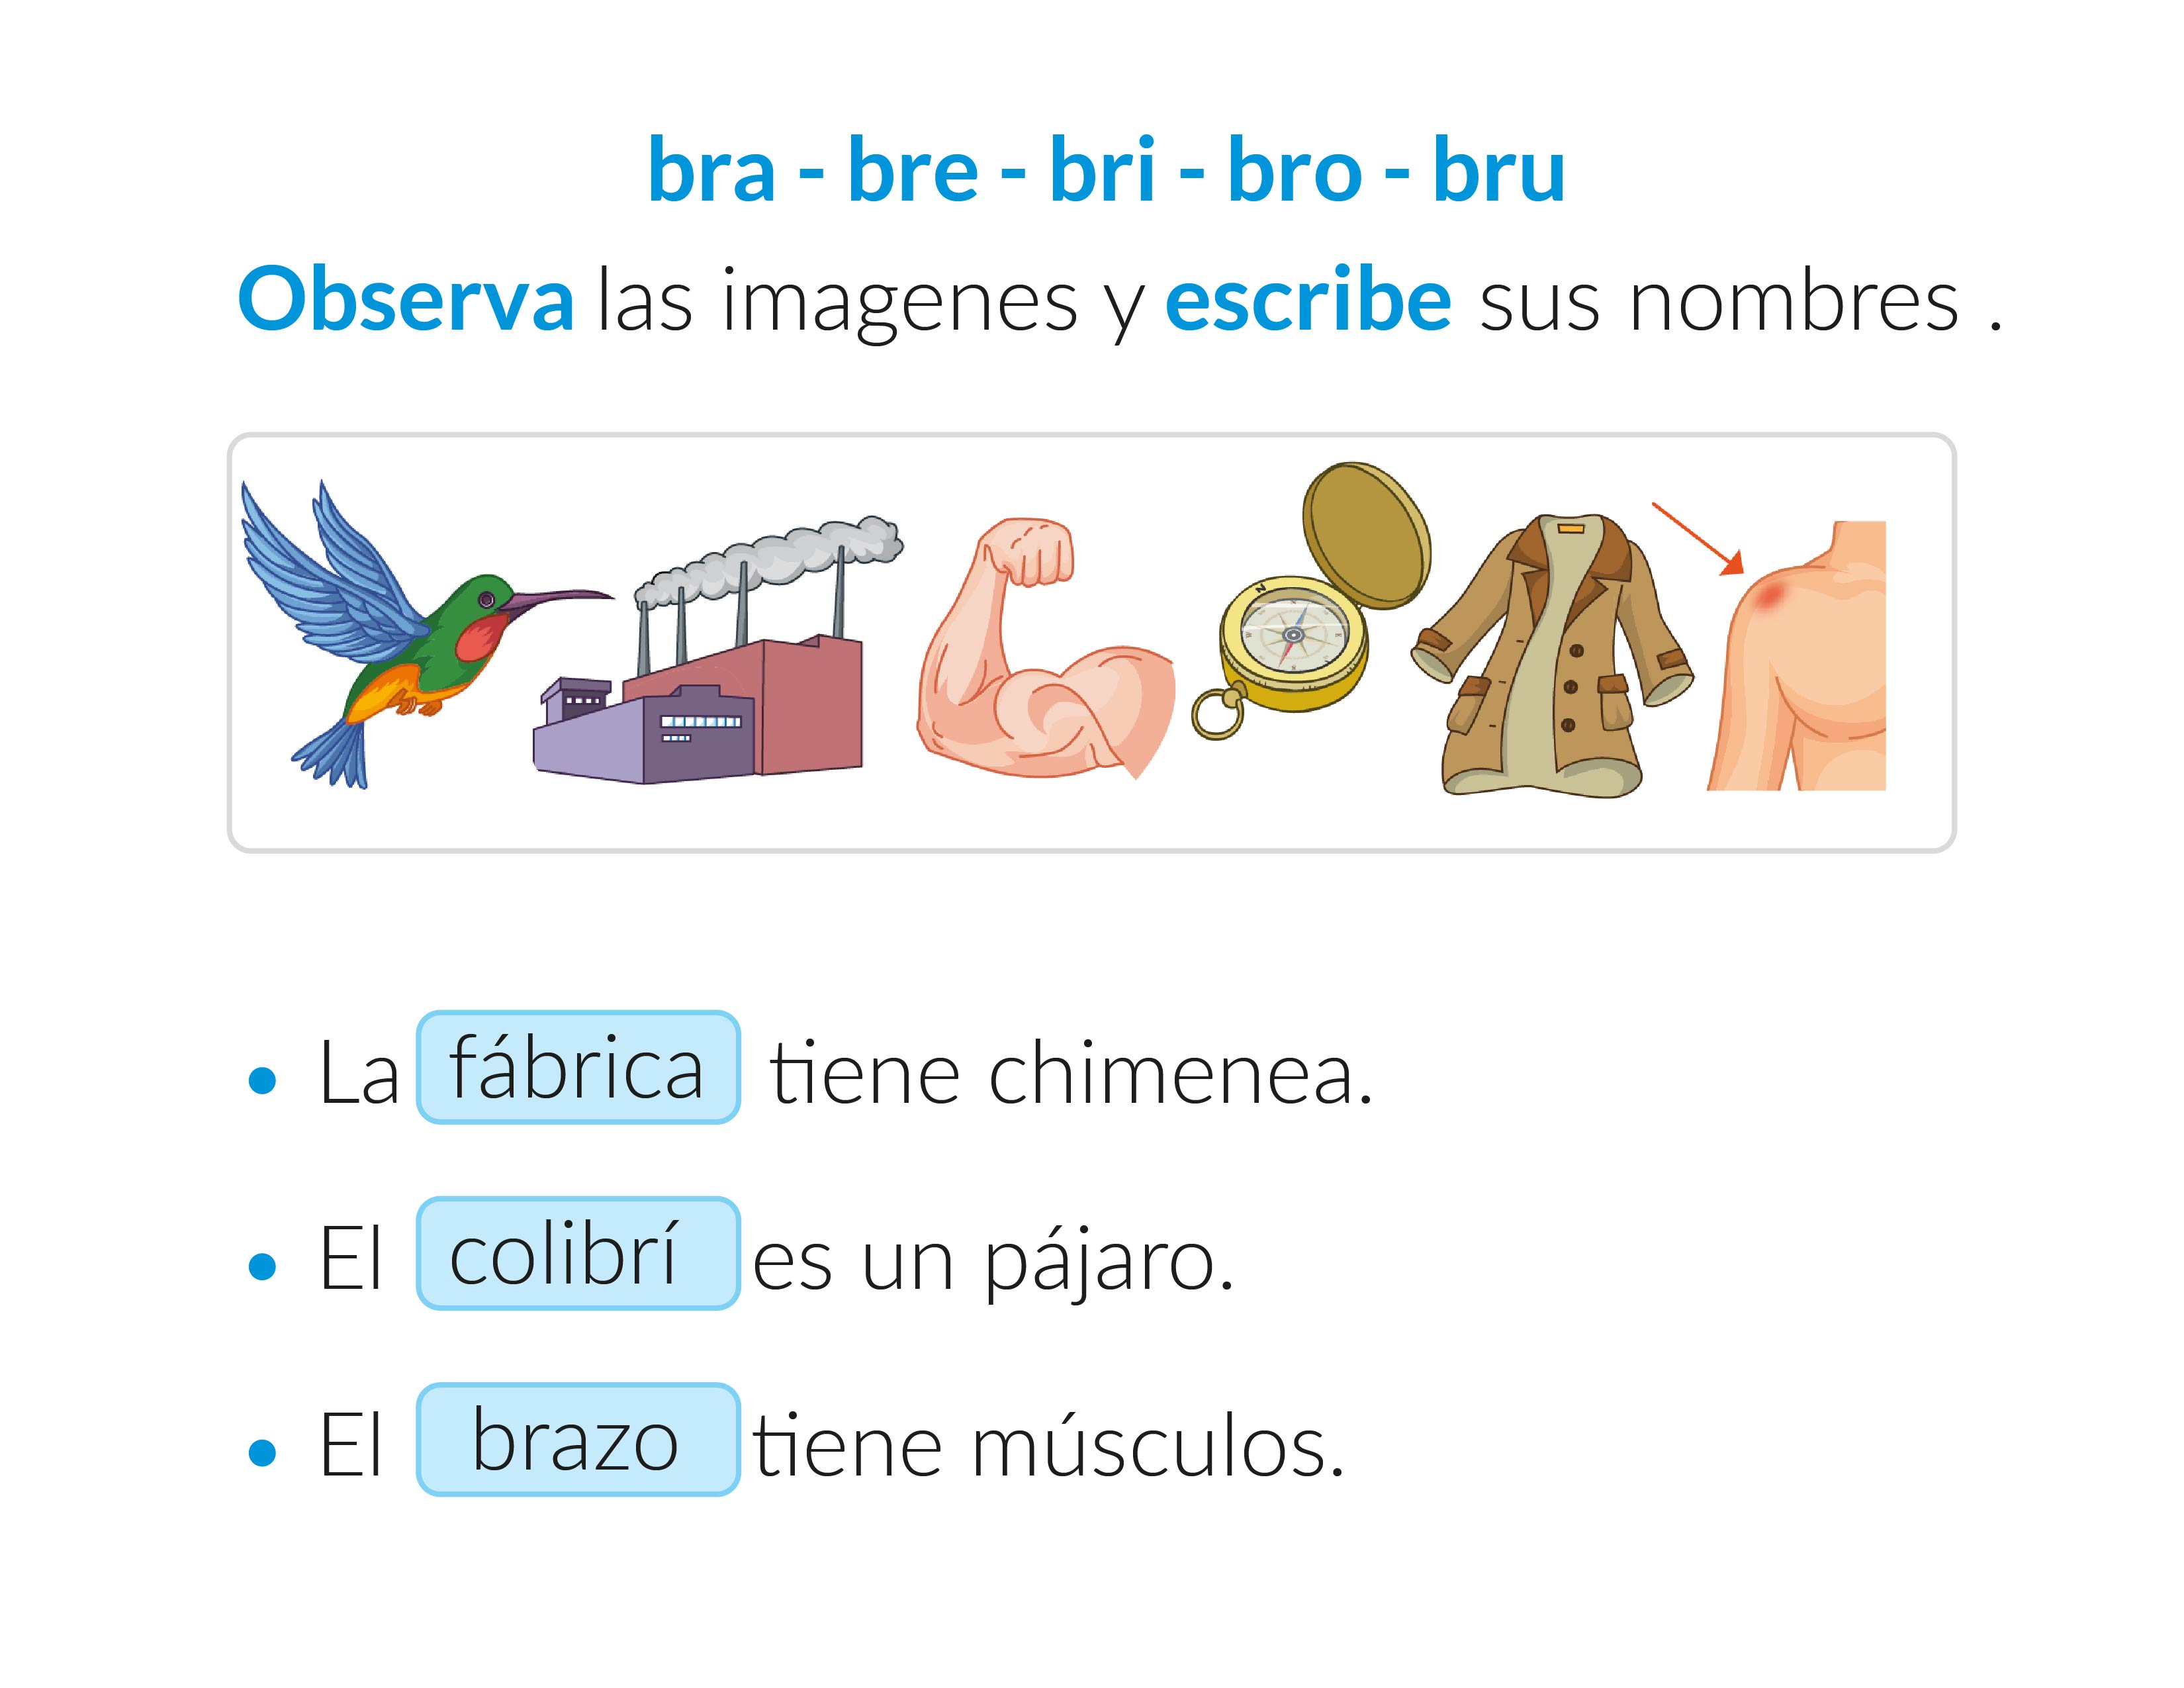 bra - bre - bri - bro - bru
Observa las imagenes y escribe sus nombres .
La fábrica tiene chimenea.
El colibrí es un pájaro.
El brazo tiene músculos.